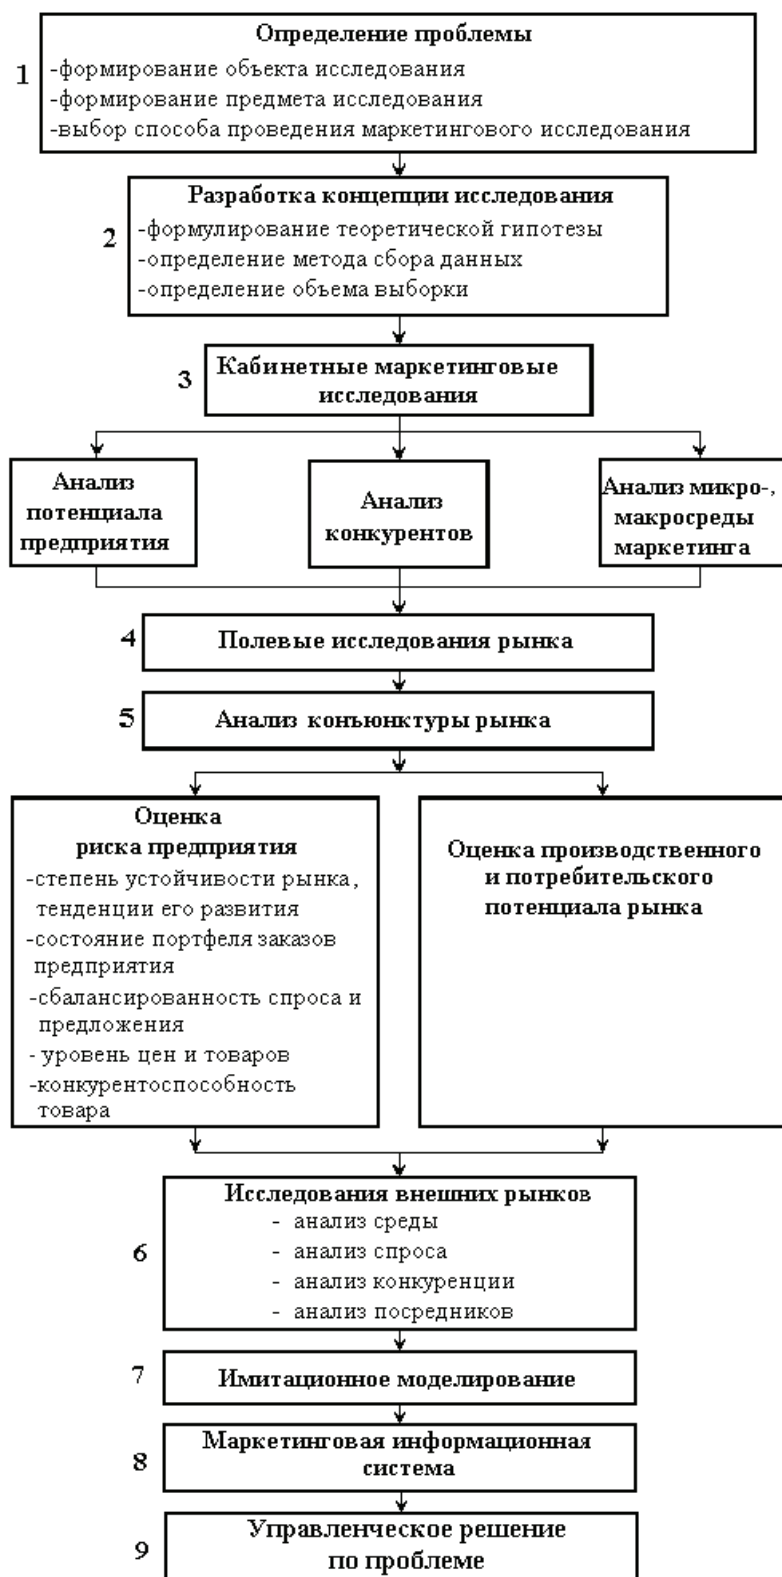 Определение проблемы
1
-формирование объекта исследования
-формирование предмета исследования
-выбор способа проведения маркетингового исследования
Разработка концепции исследования
2
-формулирование теоретической гипотезы
-определение метода сбора данных
-определение объема выборки
3
Кабинетные маркетинговые
исследования
Анализ
потенциала
предприятия
Анализ
конкурентов
Анализ микро-,
макросреды
маркетинга
4
Полевые исследования рынка
5
Анализ конъюнктуры рынка
Оценка
риска предприятия
-степень устойчивости рынка,
тенденции его развития
-состояние портфеля заказов
предприятия
-сбалансированность спроса и
предложения
- уровень цен и товаров
-конкурентоспособность
товара
Оценка производственного
и потребительского
потенциала рынка
Исследования внешних рынков
6
- анализ среды
- анализ спроса
- анализ конкуренции
- анализ посредников
7
Имитационное моделирование
8
Маркетинговая информационная
система
9
Управленческое решение
по проблеме